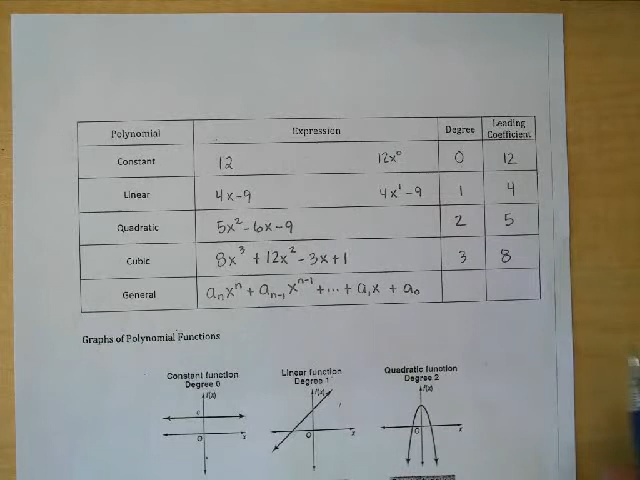 Polynomial Expression Degree Leading Coefficient
Constant 12 12x⁰ 0 12
Linear 4x-9 4x¹-9 1 4
Quadratic 5x²-6x-9 2 5
Cubic 8x³+12x²-3x+1 3 8
General aₙxⁿ+aₙ₋₁xⁿ⁻¹+...+a₁x+a₀
Graphs of Polynomial Functions
Constant function Linear function Quadratic function
Degree 0 Degree 1 Degree 2
f(x) f(x) f(x)
O x O x O x